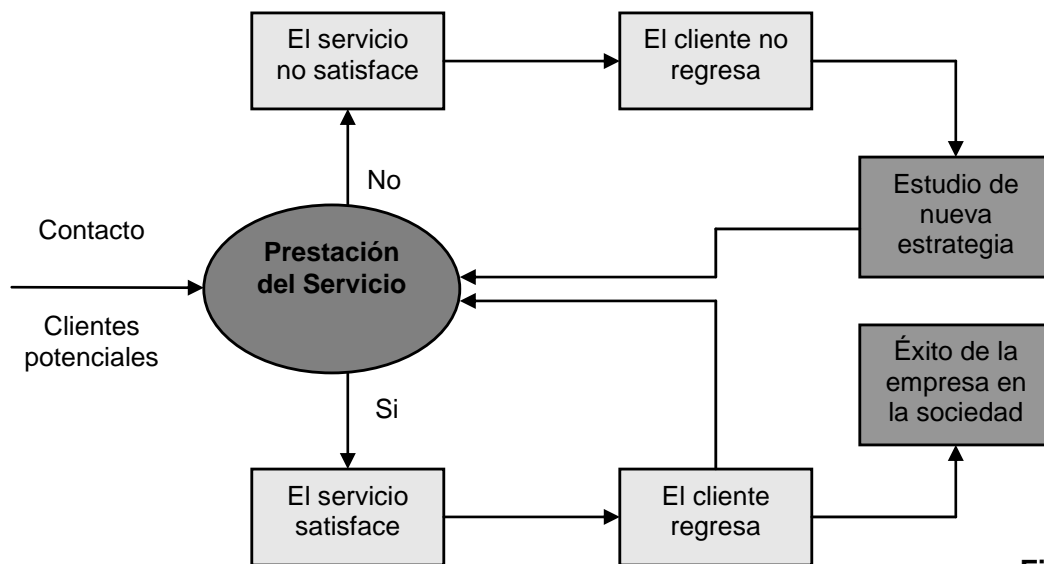 El servicio
no satisface
El cliente no
regresa
No
Estudio de
nueva
estrategia
Contacto
Prestación
del Servicio
Clientes
potenciales
Éxito de la
empresa en
la sociedad
Si
El servicio
satisface
El cliente
regresa